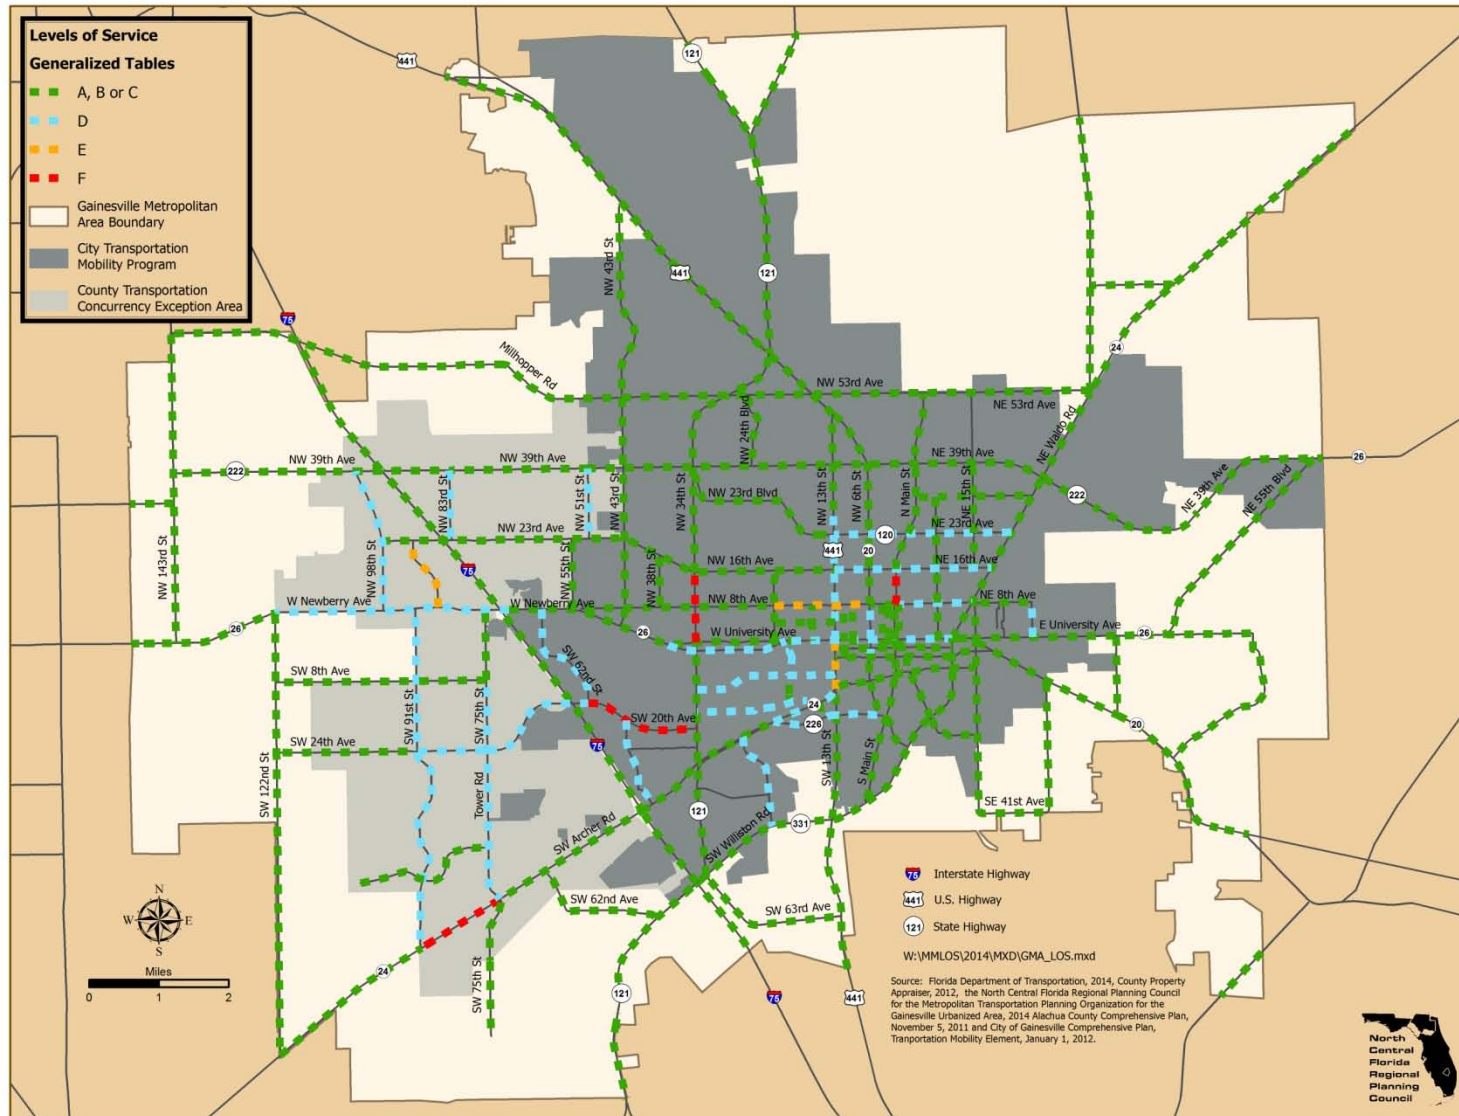 Levels of Service
Generalized Tables
A, B or C
D
E
F
Gainesville Metropolitan
Area Boundary
City Transportation
Mobility Program
County Transportation
Concurrency Exception Area
441
121
NW 43rd St
441
121
75
24
Millhopper Rd
NW 53rd Ave
NE 53rd Ave
NW 24th Blvd
NE Waldo Rd
222
NW 39th Ave
NW 39th Ave
NE 39th Ave
26
NW 83rd St
NW 51st St
NW 43rd St
NW 34th St
NW 23rd Blvd
NW 13th St
NW 6th St
N Main St
NE 15th St
222
NE 39th Ave
NE 55th Blvd
NW 143rd St
NW 98th St
NW 23rd Ave
NE 23rd Ave
120
441
20
75
NW 55th St
NW 38th St
NW 16th Ave
NE 16th Ave
W Newberry Ave
W Newberry Ave
NW 8th Ave
NE 8th Ave
26
26
W University Ave
E University Ave
26
SW 8th Ave
SW 62nd St
SW 91st St
SW 75th St
24
226
20
SW 20th Ave
SW 24th Ave
75
SW 122nd St
Tower Rd
SW 13th St
S Main St
SE 41st Ave
121
331
SW Archer Rd
SW Williston Rd
SW 62nd Ave
SW 63rd Ave
24
SW 75th St
121
75
441
N
W
E
S
Miles
0
1
2
75
Interstate Highway
441
U.S. Highway
121
State Highway
W:\MMLOS\2014\MXD\GMA_LOS.mxd
Source: Florida Department of Transportation, 2014, County Property
Appraiser, 2012, the North Central Florida Regional Planning Council
for the Metropolitan Transportation Planning Organization for the
Gainesville Urbanized Area, 2014 Alachua County Comprehensive Plan,
November 5, 2011 and City of Gainesville Comprehensive Plan,
Tranportation Mobility Element, January 1, 2012.
North
Central
Florida
Regional
Planning
Council